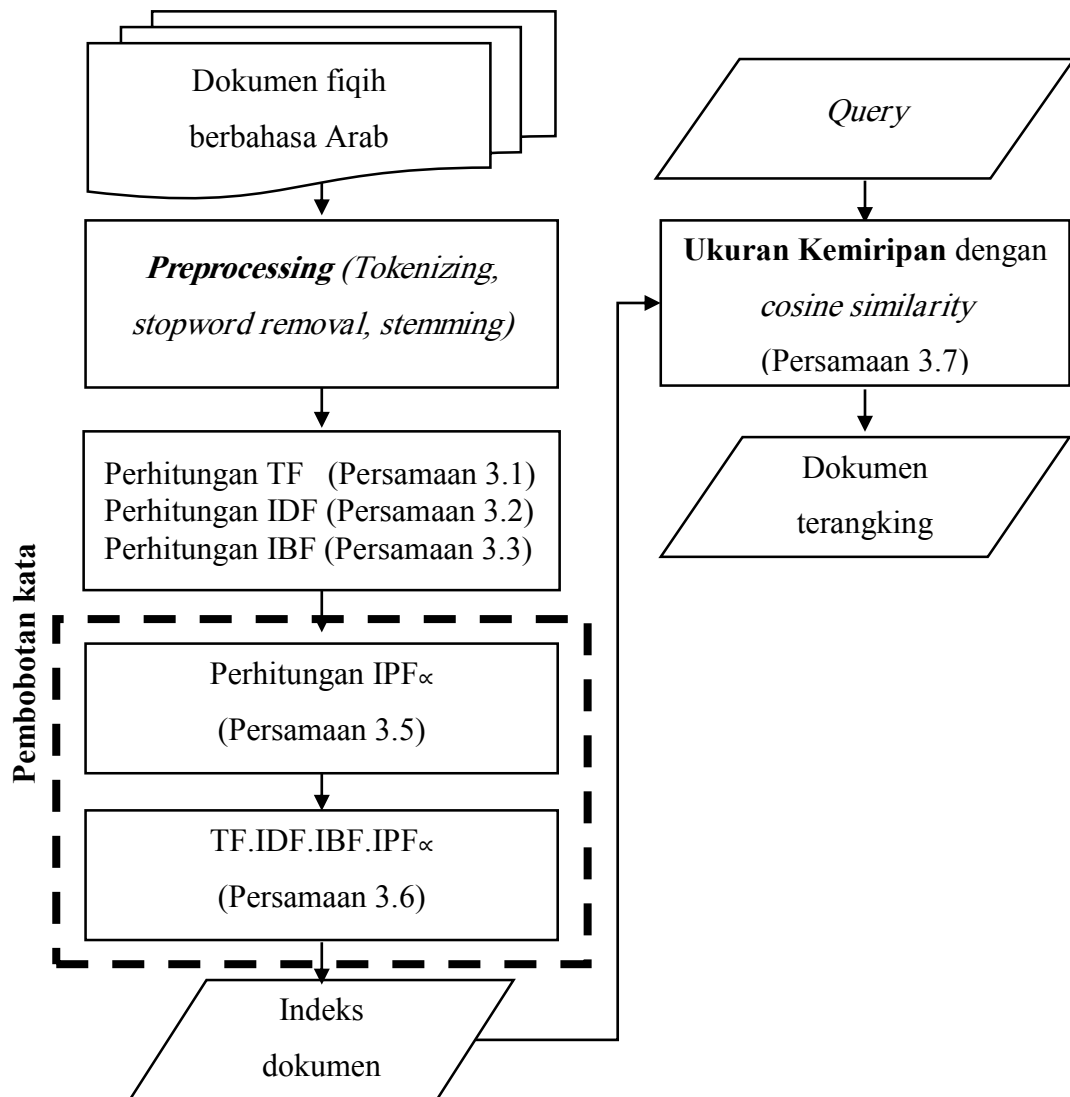 Dokumen fiqih
berbahasa Arab
Preprocessing (Tokenizing,
stopword removal, stemming)
Perhitungan TF (Persamaan 3.1)
Perhitungan IDF (Persamaan 3.2)
Perhitungan IBF (Persamaan 3.3)
Pembobotan kata
Perhitungan IPF∝
(Persamaan 3.5)
TF.IDF.IBF.IPF∝
(Persamaan 3.6)
Indeks
dokumen
Query
Ukuran Kemiripan dengan
cosine similarity
(Persamaan 3.7)
Dokumen
terangking